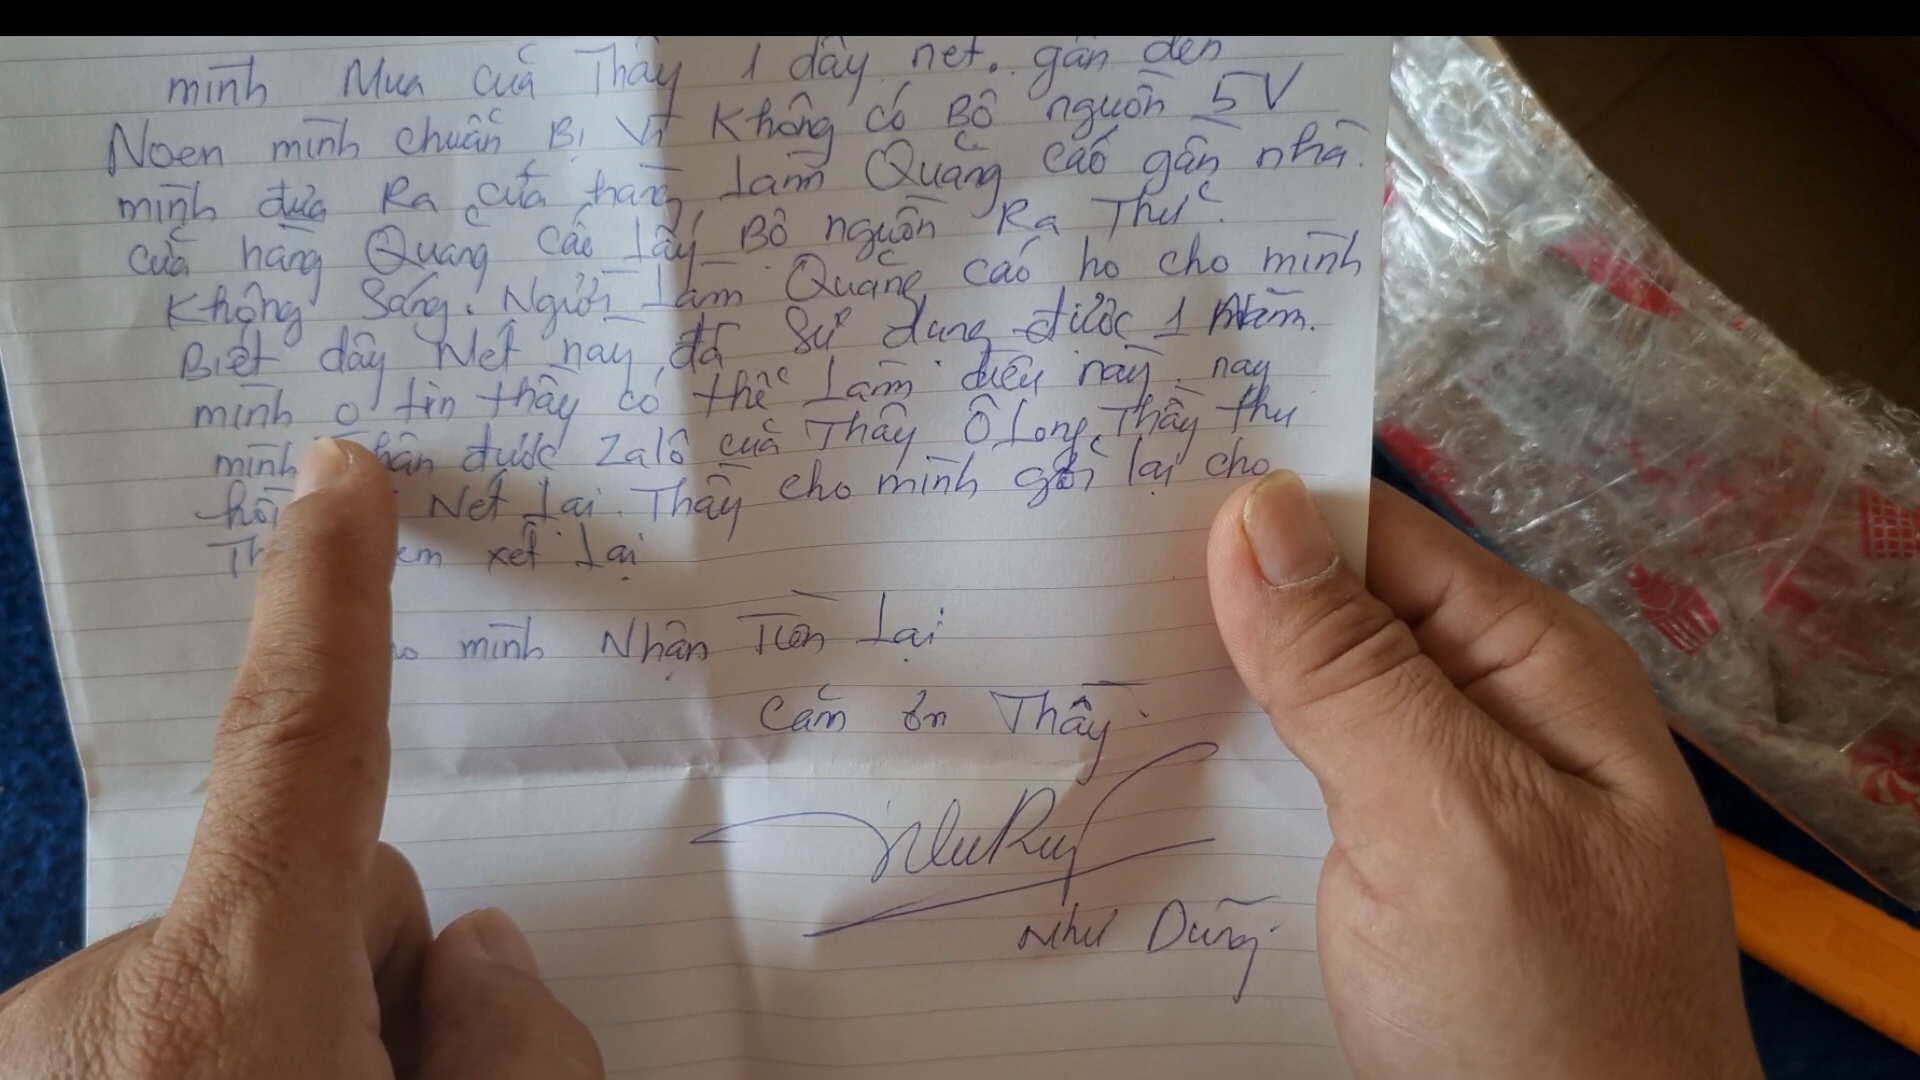 mình Mua của Thầy 1 dây net. gần đến
Noen mình chuẩn Bị Vì Không có Bộ nguồn 5V
mình đưa Ra cửa hàng Làm Quảng cáo gần nhà.
cửa hàng Quảng cáo Lấy Bộ nguồn Ra Thử.
Không Sáng. Người Làm Quảng cáo họ cho mình
Biết dây Net này đã Sử dụng được 1 Năm.
mình o tin thầy có thể Làm điều này. nay
mình được Zalô của Thầy Ô Long Thầy thu
hồi Net Lại. Thầy cho mình gởi lại cho
xét Lại
mình Nhận Tiền Lại
Cám ơn Thầy
Như Dũng